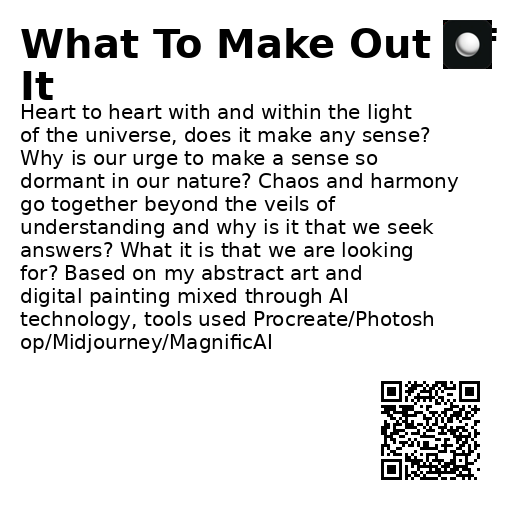 What To Make Out Of
It
Heart to heart with and within the light
of the universe, does it make any sense?
Why is our urge to make a sense so
dormant in our nature? Chaos and harmony
go together beyond the veils of
understanding and why is it that we seek
answers? What it is that we are looking
for? Based on my abstract art and
digital painting mixed through AI
technology, tools used Procreate/Photosh
op/Midjourney/MagnificAI